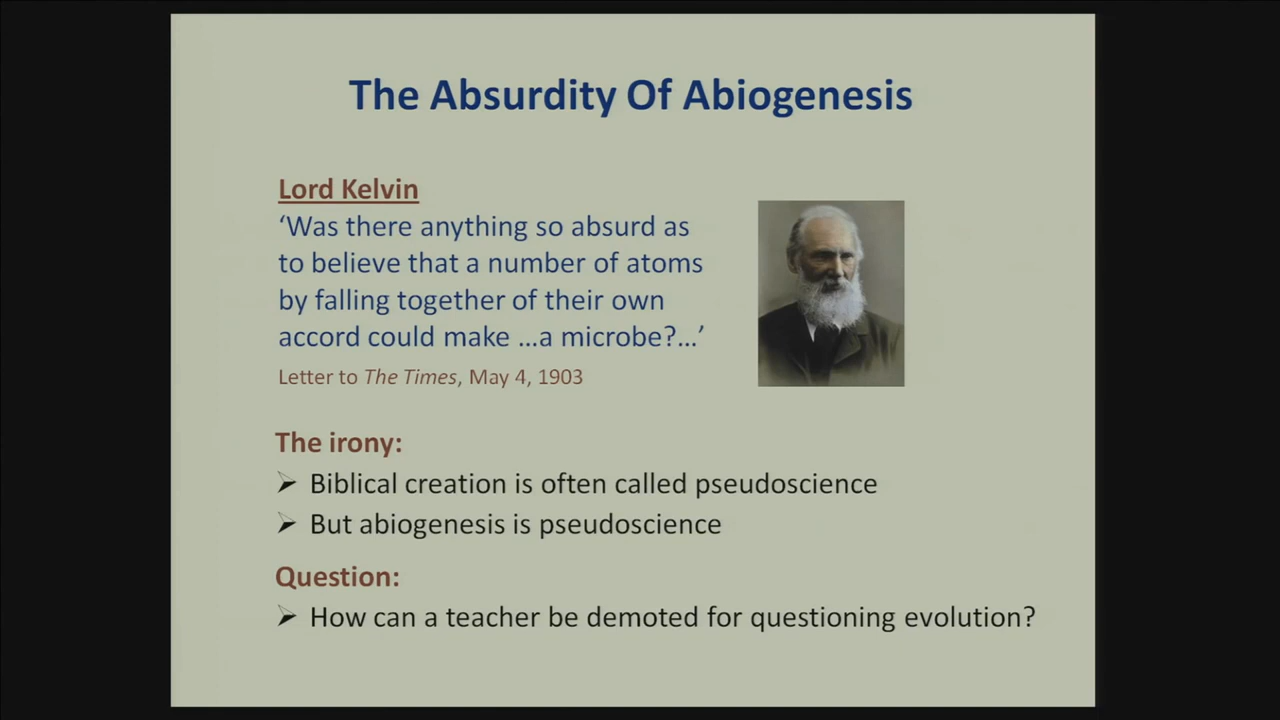 The Absurdity Of Abiogenesis
Lord Kelvin
‘Was there anything so absurd as
to believe that a number of atoms
by falling together of their own
accord could make ...a microbe?...’
Letter to The Times, May 4, 1903
The irony:
➢ Biblical creation is often called pseudoscience
➢ But abiogenesis is pseudoscience
Question:
➢ How can a teacher be demoted for questioning evolution?